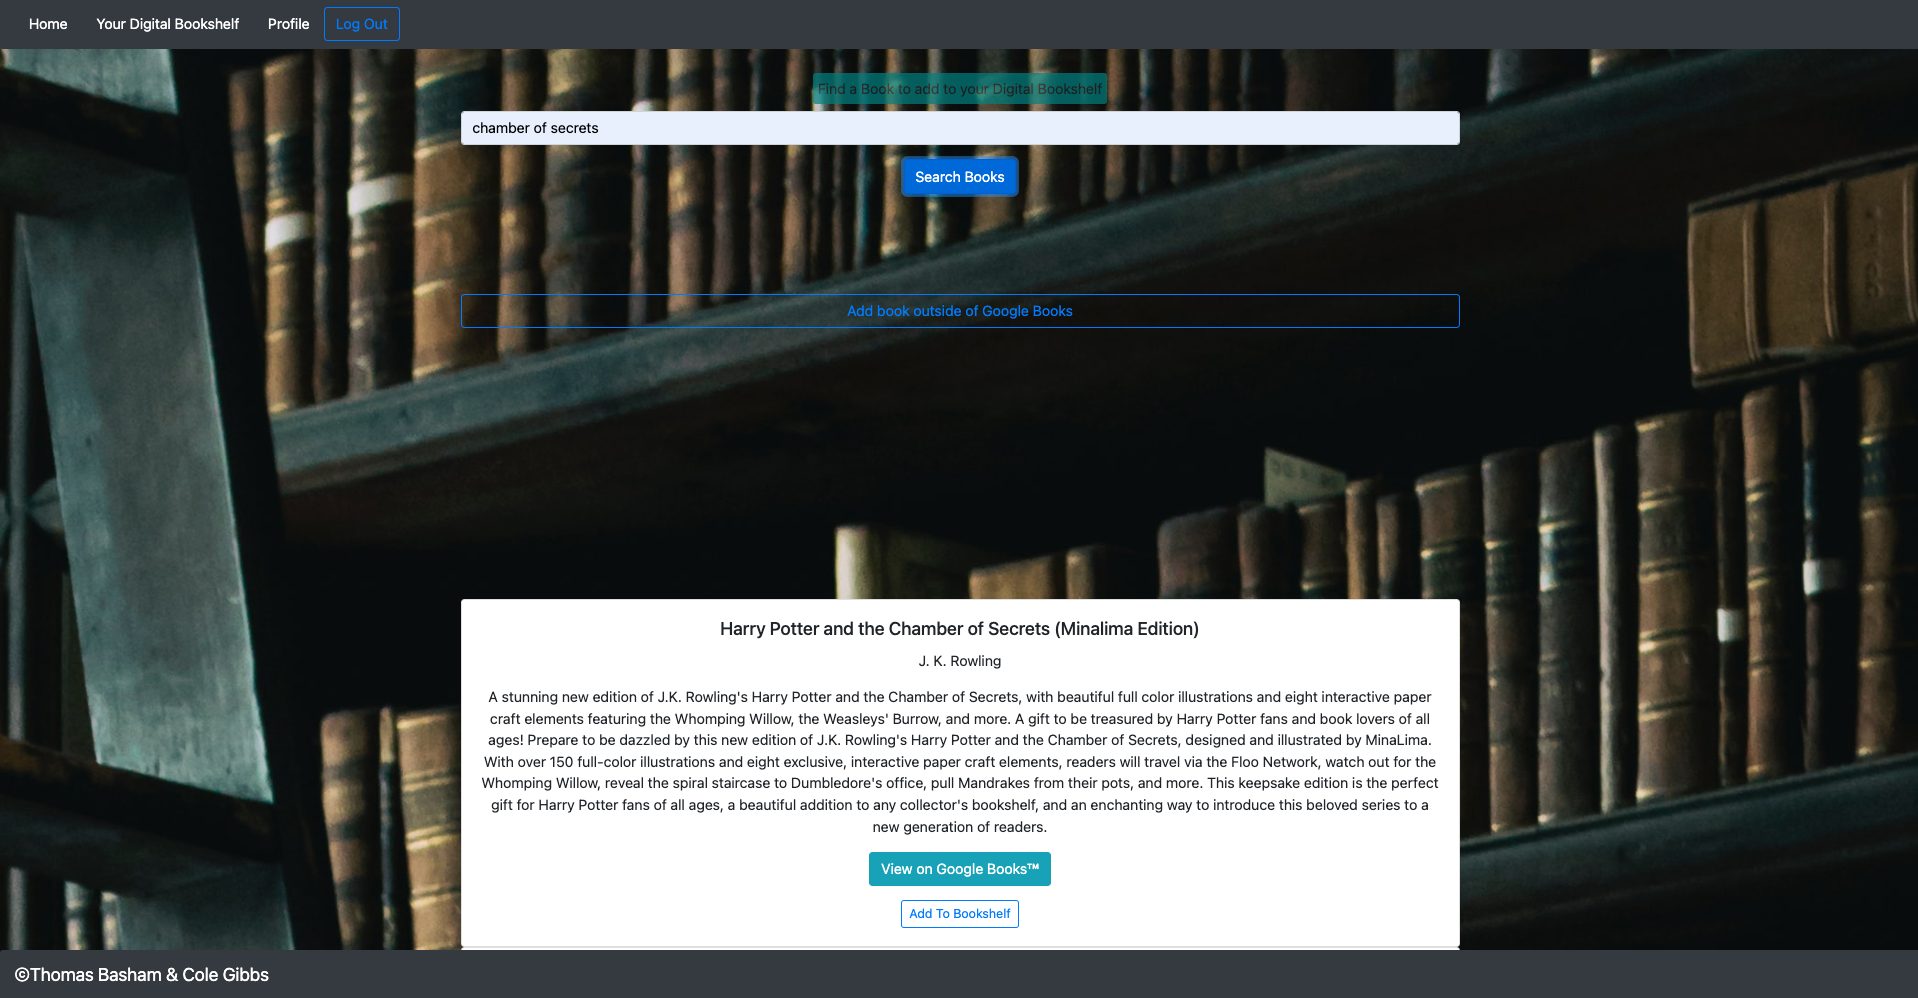 Home Your Digital Bookshelf Profile Log Out
Find a Book to add to your Digital Bookshelf
chamber of secrets
Search Books
Add book outside of Google Books
Harry Potter and the Chamber of Secrets (Minalima Edition)
J. K. Rowling
A stunning new edition of J.K. Rowling's Harry Potter and the Chamber of Secrets, with beautiful full color illustrations and eight interactive paper
craft elements featuring the Whomping Willow, the Weasleys' Burrow, and more. A gift to be treasured by Harry Potter fans and book lovers of all
ages! Prepare to be dazzled by this new edition of J.K. Rowling's Harry Potter and the Chamber of Secrets, designed and illustrated by MinaLima.
With over 150 full-color illustrations and eight exclusive, interactive paper craft elements, readers will travel via the Floo Network, watch out for the
Whomping Willow, reveal the spiral staircase to Dumbledore's office, pull Mandrakes from their pots, and more. This keepsake edition is the perfect
gift for Harry Potter fans of all ages, a beautiful addition to any collector's bookshelf, and an enchanting way to introduce this beloved series to a
new generation of readers.
View on Google Books™
Add To Bookshelf
©Thomas Basham & Cole Gibbs